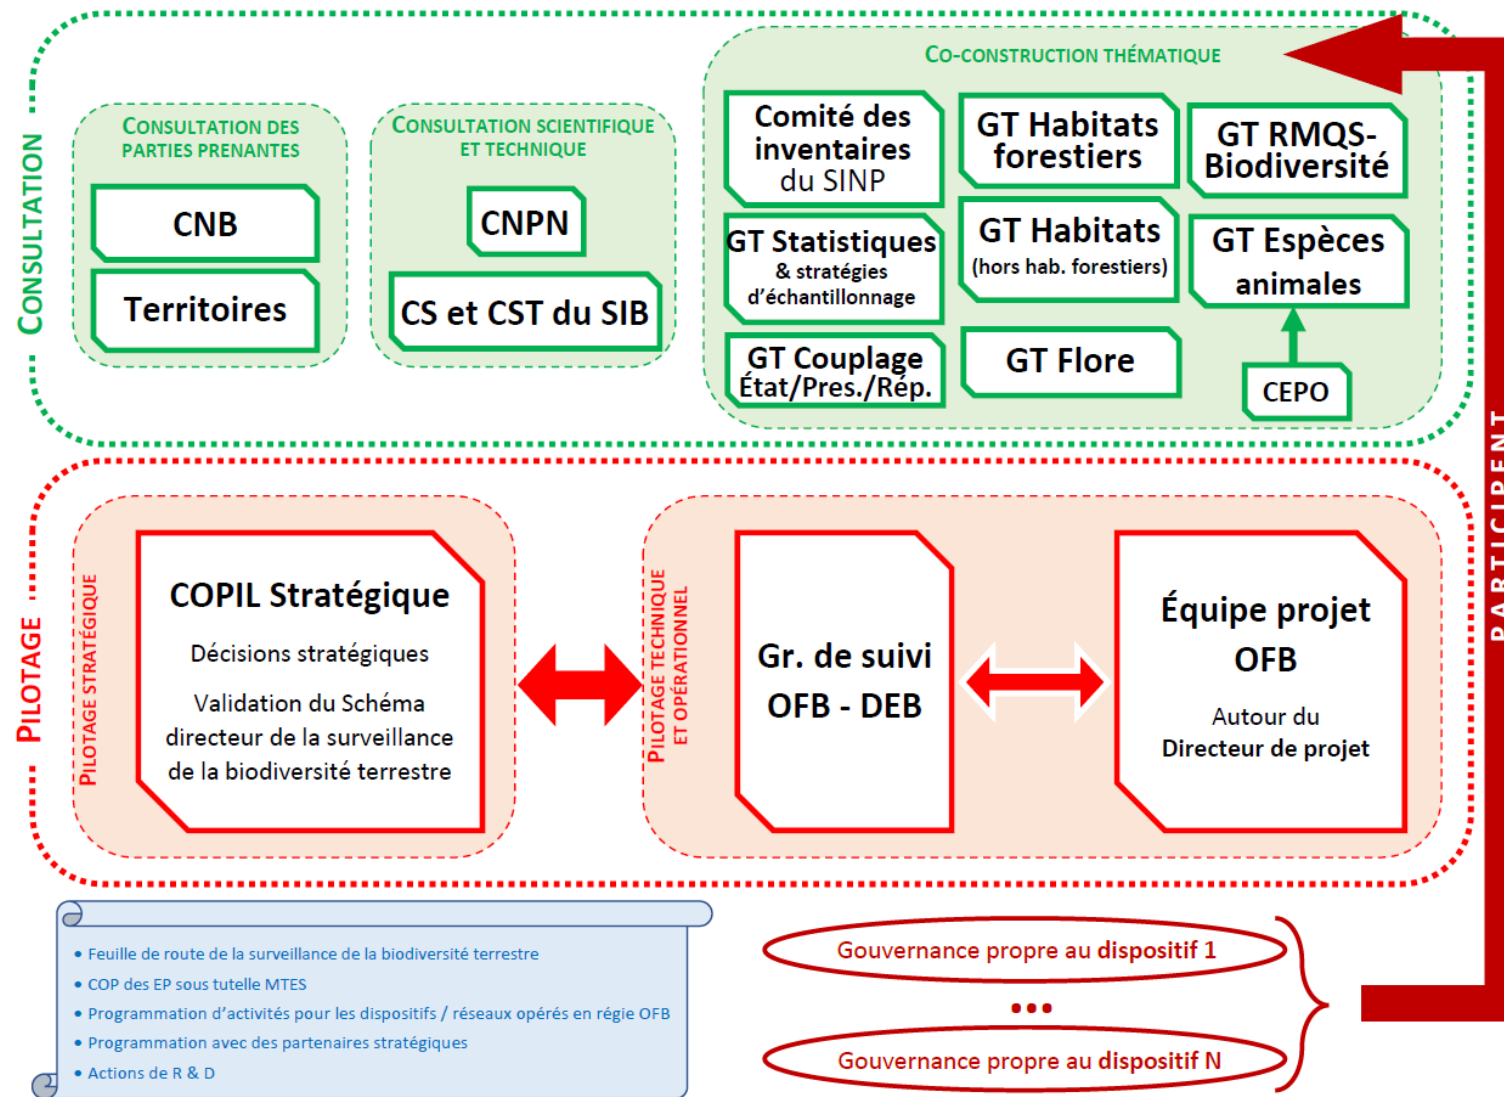 CONSULTATION
CONSULTATION DES
PARTIES PRENANTES
CNB
Territoires
CONSULTATION SCIENTIFIQUE
ET TECHNIQUE
CNPN
CS et CST du SIB
CO-CONSTRUCTION THÉMATIQUE
Comité des
inventaires
du SINP
GT Habitats
forestiers
GT RMQS-
Biodiversité
GT Statistiques
& stratégies
d'échantillonnage
GT Habitats
(hors hab. forestiers)
GT Espèces
animales
GT Couplage
État/Pres./Rép.
GT Flore
CEPO
PARTICIPENT
PILOTAGE
PILOTAGE STRATÉGIQUE
COPIL Stratégique
Décisions stratégiques
Validation du Schéma
directeur de la surveillance
de la biodiversité terrestre
PILOTAGE TECHNIQUE
ET OPÉRATIONNEL
Gr. de suivi
OFB - DEB
Équipe projet
OFB
Autour du
Directeur de projet
• Feuille de route de la surveillance de la biodiversité terrestre
• COP des EP sous tutelle MTES
• Programmation d'activités pour les dispositifs / réseaux opérés en régie OFB
• Programmation avec des partenaires stratégiques
• Actions de R & D
Gouvernance propre au dispositif 1
...
Gouvernance propre au dispositif N